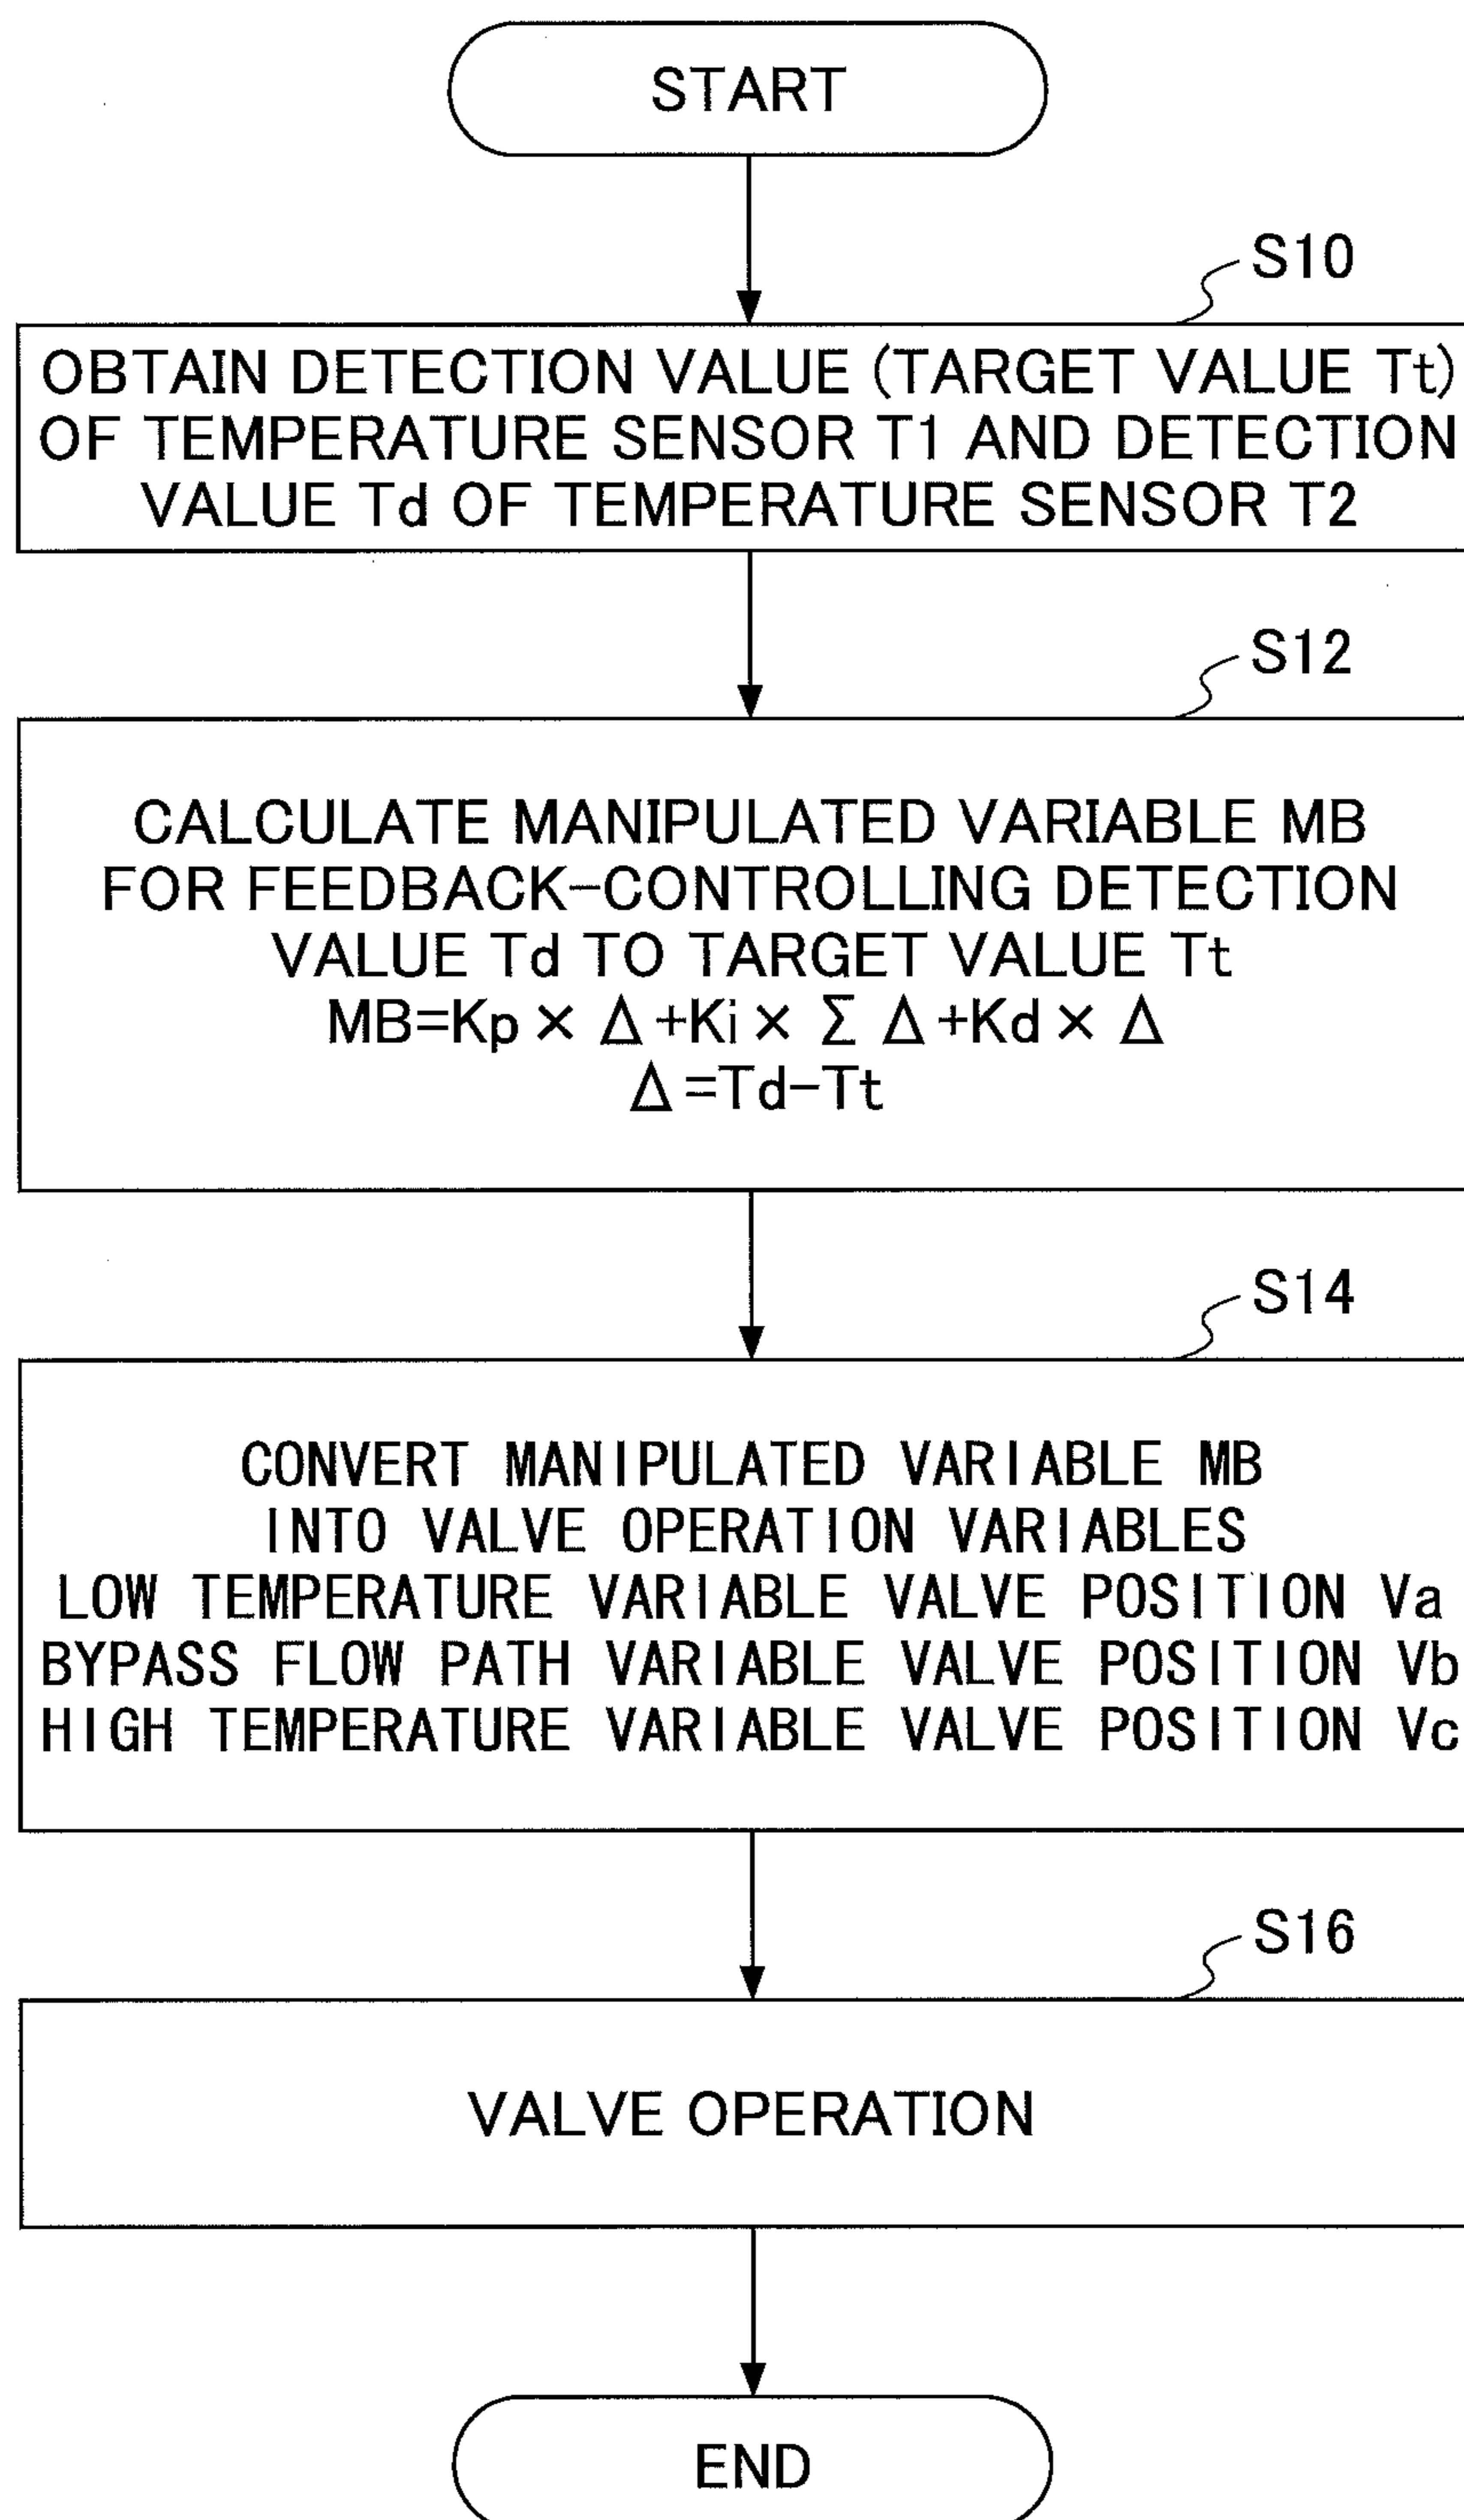 START
S10
OBTAIN DETECTION VALUE (TARGET VALUE Tt)
OF TEMPERATURE SENSOR T1 AND DETECTION
VALUE Td OF TEMPERATURE SENSOR T2
S12
CALCULATE MANIPULATED VARIABLE MB
FOR FEEDBACK-CONTROLLING DETECTION
VALUE Td TO TARGET VALUE Tt
MB=Kp × Δ +Ki × Σ Δ +Kd × Δ
Δ =Td-Tt
S14
CONVERT MANIPULATED VARIABLE MB
INTO VALVE OPERATION VARIABLES
LOW TEMPERATURE VARIABLE VALVE POSITION Va
BYPASS FLOW PATH VARIABLE VALVE POSITION Vb
HIGH TEMPERATURE VARIABLE VALVE POSITION Vc
S16
VALVE OPERATION
END